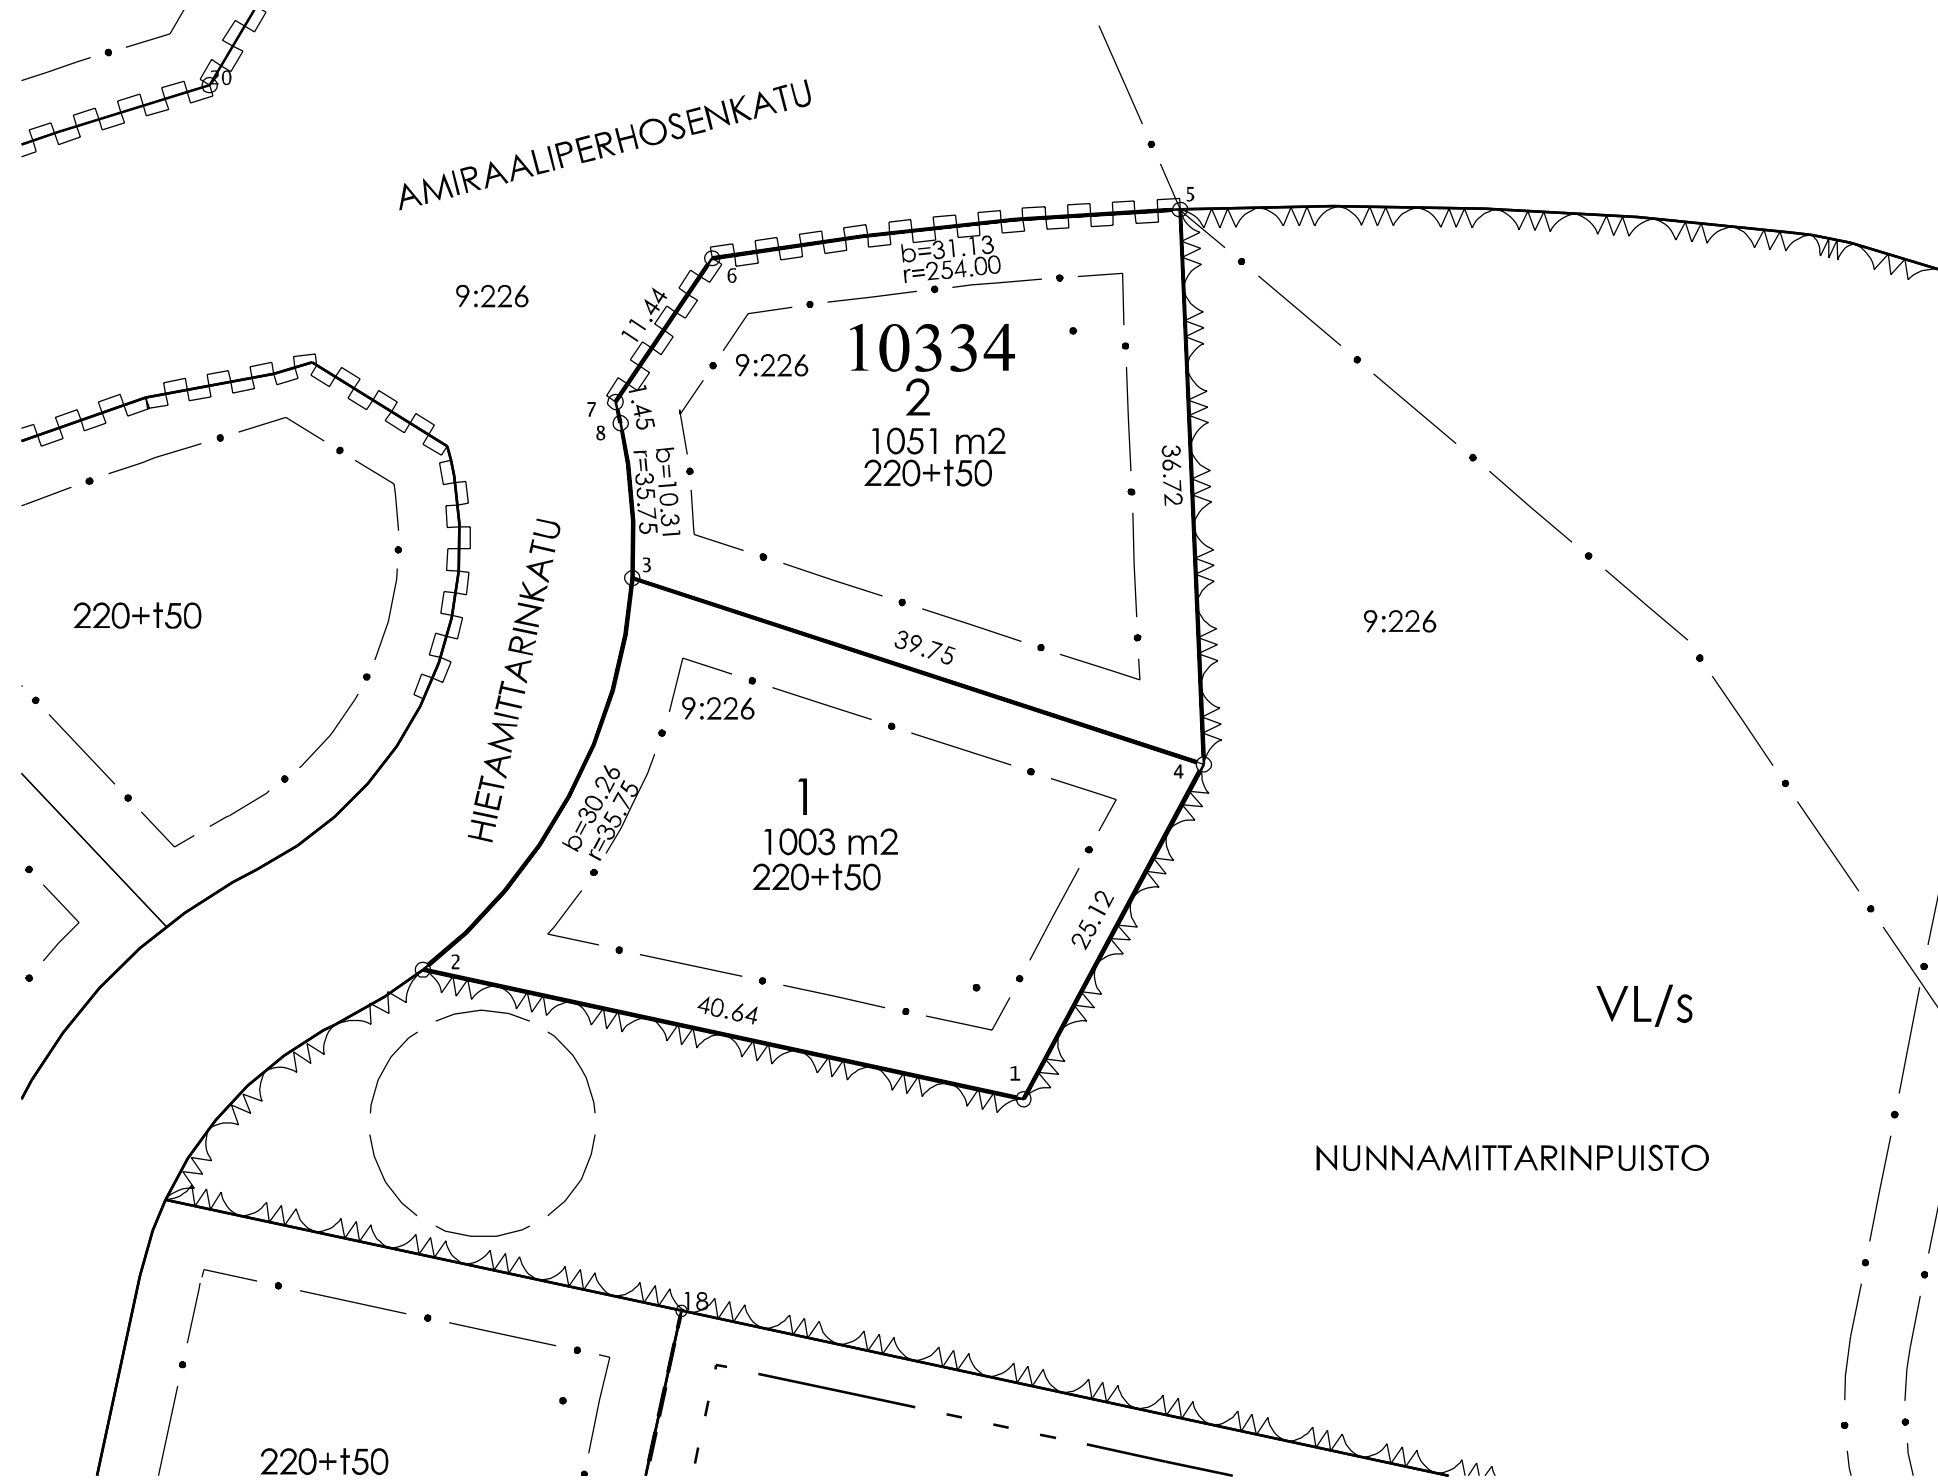 20
AMIRAALIPERHOSENKATU
5
6
b=31.13
r=254.00
9:226
11.44
9:226
10334
2
1051 m2
220+t50
7
8
1.45
b=10.31
r=35.75
36.72
3
HIETAMITTARINKATU
220+t50
9:226
39.75
9:226
4
1
1003 m2
220+t50
b=30.26
r=35.75
25.12
2
40.64
1
VL/s
NUNNAMITTARINPUISTO
18
220+t50